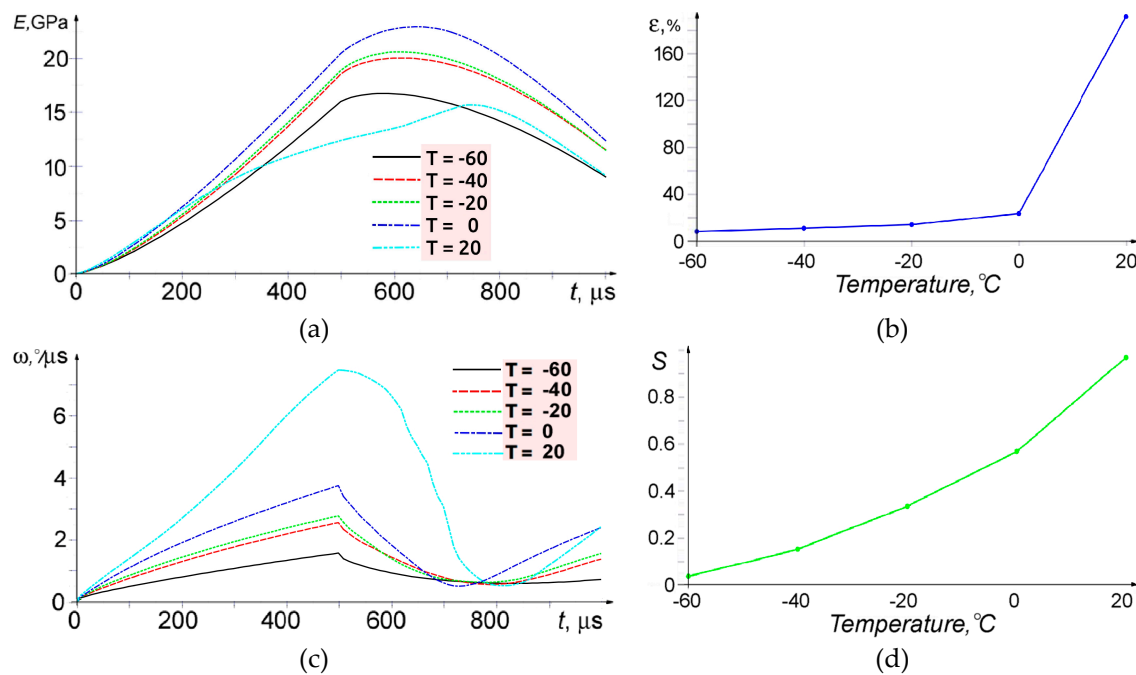 E,GPa
20
15
10
5
0
200 400 600 800 t, μs
T = -60
T = -40
T = -20
T = 0
T = 20
(a)
ε,%
160
120
80
40
0
-60 -40 -20 0 20
Temperature,°C
(b)
ω,°/μs
6
4
2
0
200 400 600 800 t, μs
T = -60
T = -40
T = -20
T = 0
T = 20
(c)
S
0.8
0.6
0.4
0.2
0
-60 -40 -20 0 20
Temperature,°C
(d)